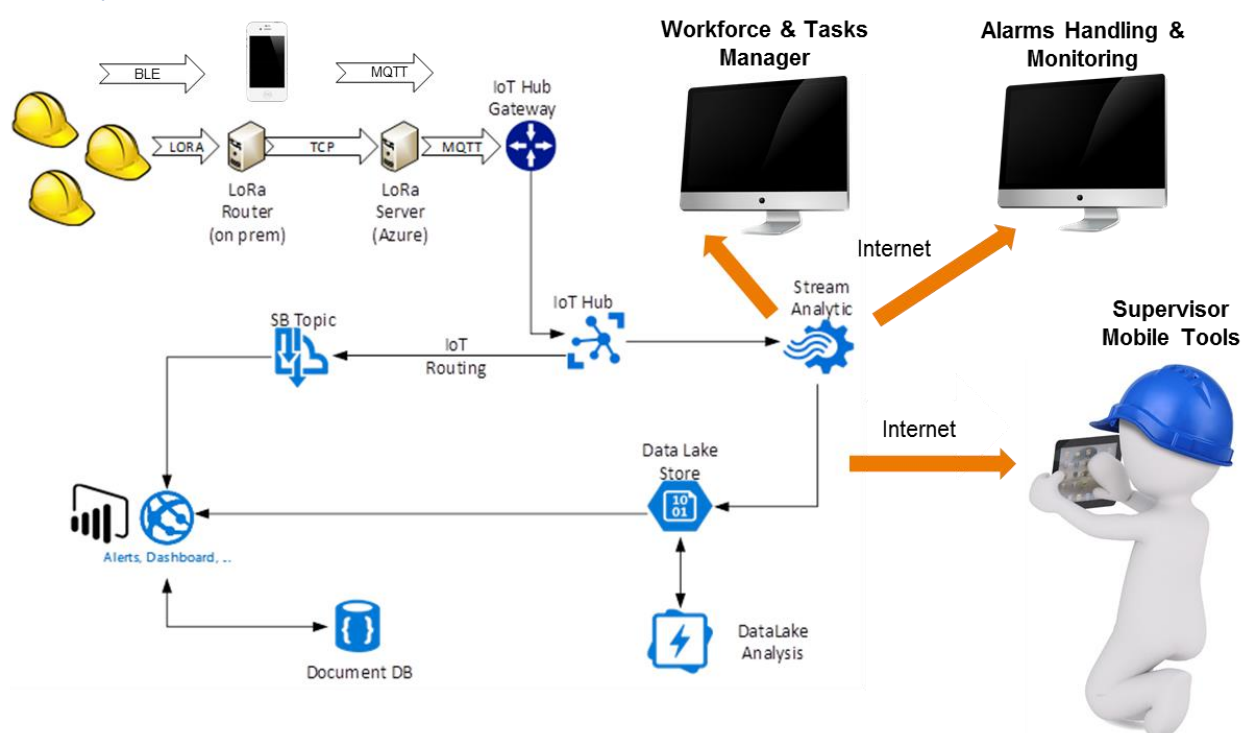 Workforce & Tasks
Manager
Alarms Handling &
Monitoring
BLE
MQTT
IoT Hub
Gateway
LORA
TCP
MQTT
LoRa
Router
(on prem)
LoRa
Server
(Azure)
Internet
Stream
Analytic
IoT Hub
SB Topic
IoT
Routing
Supervisor
Mobile Tools
Internet
Data Lake
Store
10
01
Alerts, Dashboard, ...
DataLake
Analysis
Document DB